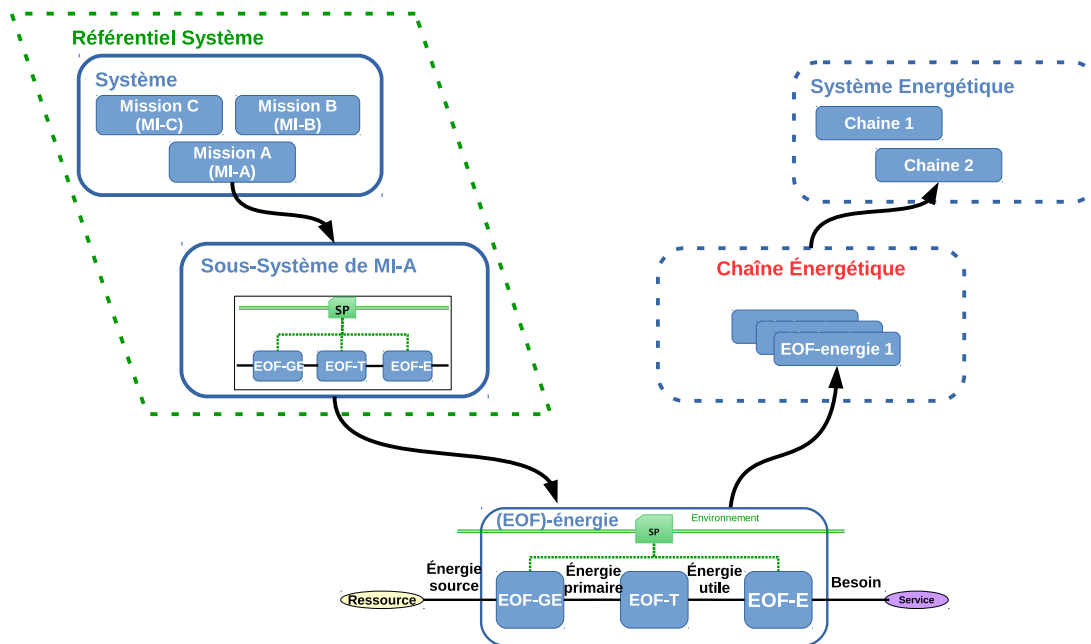 Référentiel Système
Système
Mission C
(MI-C)
Mission B
(MI-B)
Mission A
(MI-A)
Sous-Système de MI-A
SP
EOF-GE
EOF-T
EOF-E
Système Energétique
Chaine 1
Chaine 2
Chaîne Énergétique
EOF-energie 1
(EOF)-énergie
Environnement
SP
Énergie
source
Énergie
primaire
Énergie
utile
Besoin
Ressource
EOF-GE
EOF-T
EOF-E
Service